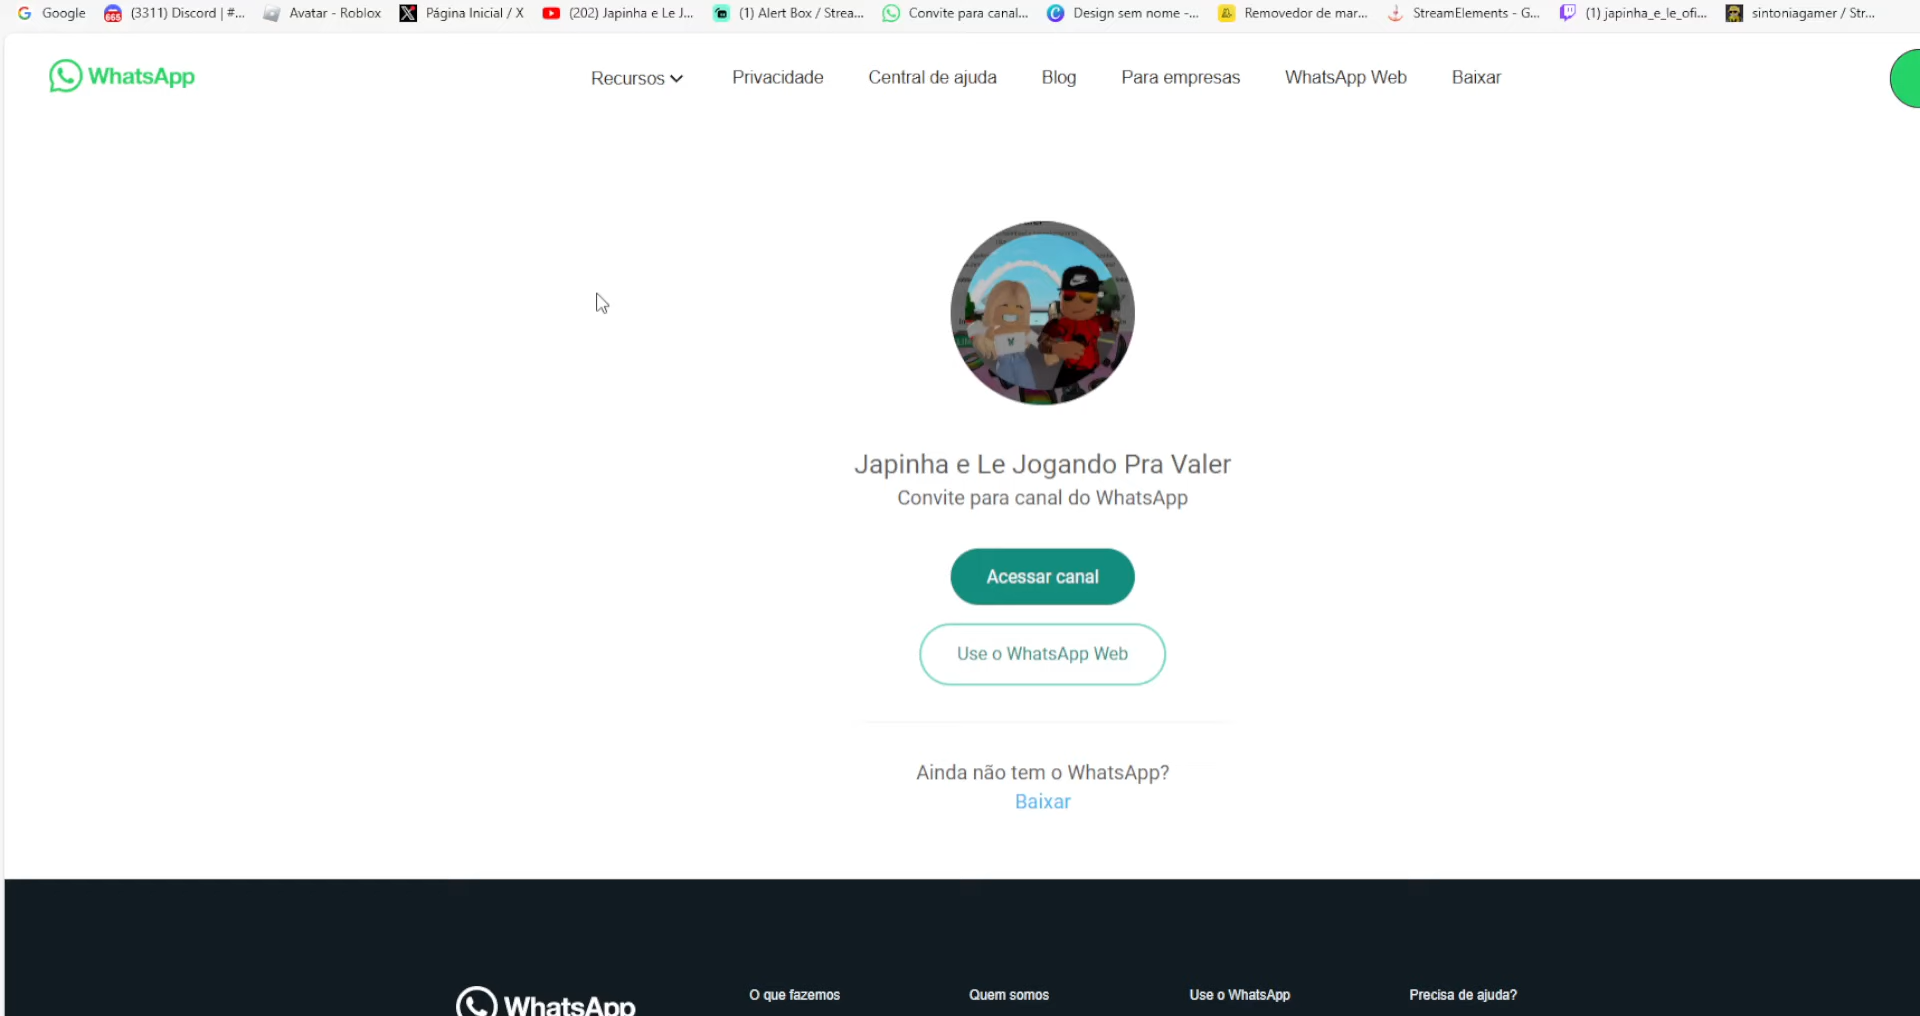 Google (3311) Discord | #... Avatar - Roblox Página Inicial / X (202) Japinha e Le J... (1) Alert Box / Strea... Convite para canal... Design sem nome -... Removedor de mar... StreamElements - G... (1) japinha_e_le_ofi... sintoniagamer / Str...
WhatsApp Recursos Privacidade Central de ajuda Blog Para empresas WhatsApp Web Baixar
Japinha e Le Jogando Pra Valer
Convite para canal do WhatsApp
Acessar canal
Use o WhatsApp Web
Ainda não tem o WhatsApp?
Baixar
WhatsApp O que fazemos Quem somos Use o WhatsApp Precisa de ajuda?